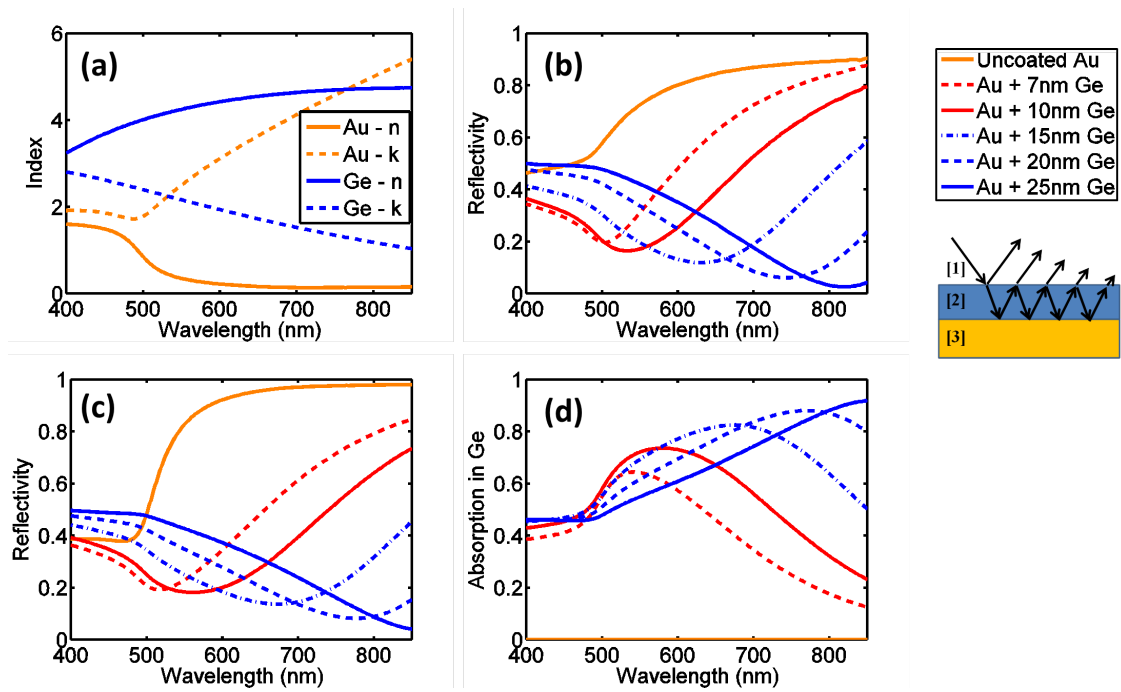 (a)
Index
6
4
2
0
400 500 600 700 800
Wavelength (nm)
Au - n
Au - k
Ge - n
Ge - k
(b)
Reflectivity
1
0.8
0.6
0.4
0.2
0
400 500 600 700 800
Wavelength (nm)
Uncoated Au
Au + 7nm Ge
Au + 10nm Ge
Au + 15nm Ge
Au + 20nm Ge
Au + 25nm Ge
[1]
[2]
[3]
(c)
Reflectivity
1
0.8
0.6
0.4
0.2
0
400 500 600 700 800
Wavelength (nm)
(d)
Absorption in Ge
1
0.8
0.6
0.4
0.2
0
400 500 600 700 800
Wavelength (nm)